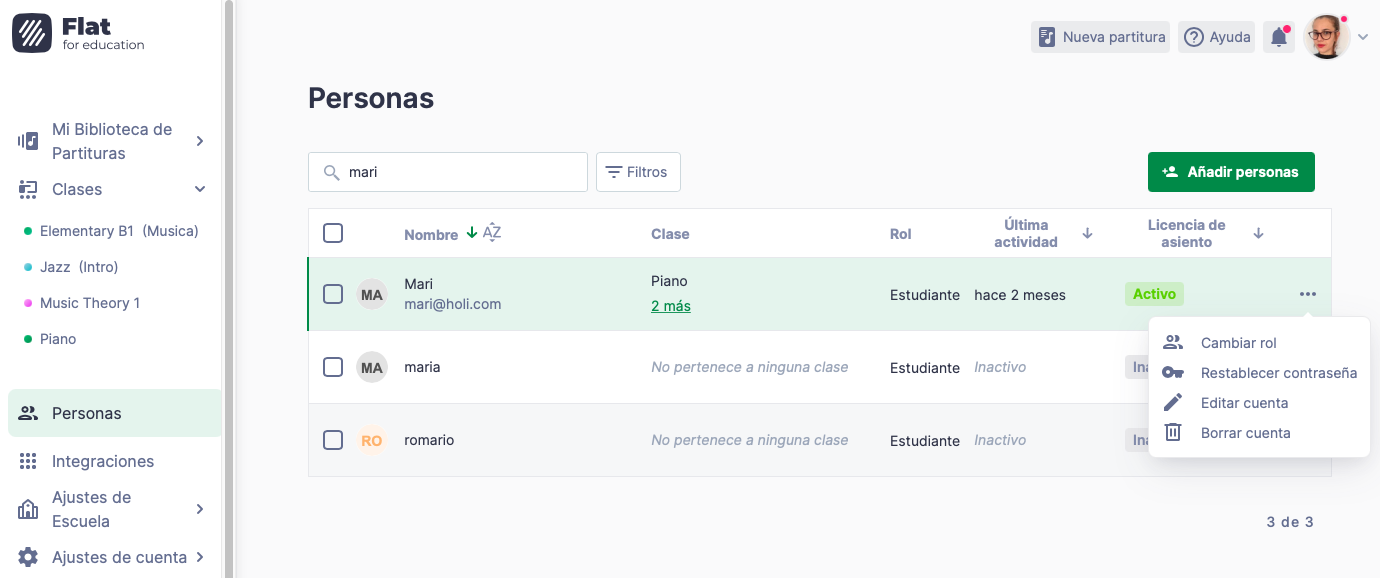 Flat
for education
Nueva partitura
Ayuda
Mi Biblioteca de
Partituras
Clases
Elementary B1 (Musica)
Jazz (Intro)
Music Theory 1
Piano
Personas
Integraciones
Ajustes de
Escuela
Ajustes de cuenta
Personas
mari
Filtros
Añadir personas
Nombre AZ
Clase
Rol
Última
actividad
Licencia de
asiento
MA
Mari
mari@holi.com
Piano
2 más
Estudiante
hace 2 meses
Activo
MA
maria
No pertenece a ninguna clase
Estudiante
Inactivo
RO
romario
No pertenece a ninguna clase
Estudiante
Inactivo
Cambiar rol
Restablecer contraseña
Editar cuenta
Borrar cuenta
3 de 3